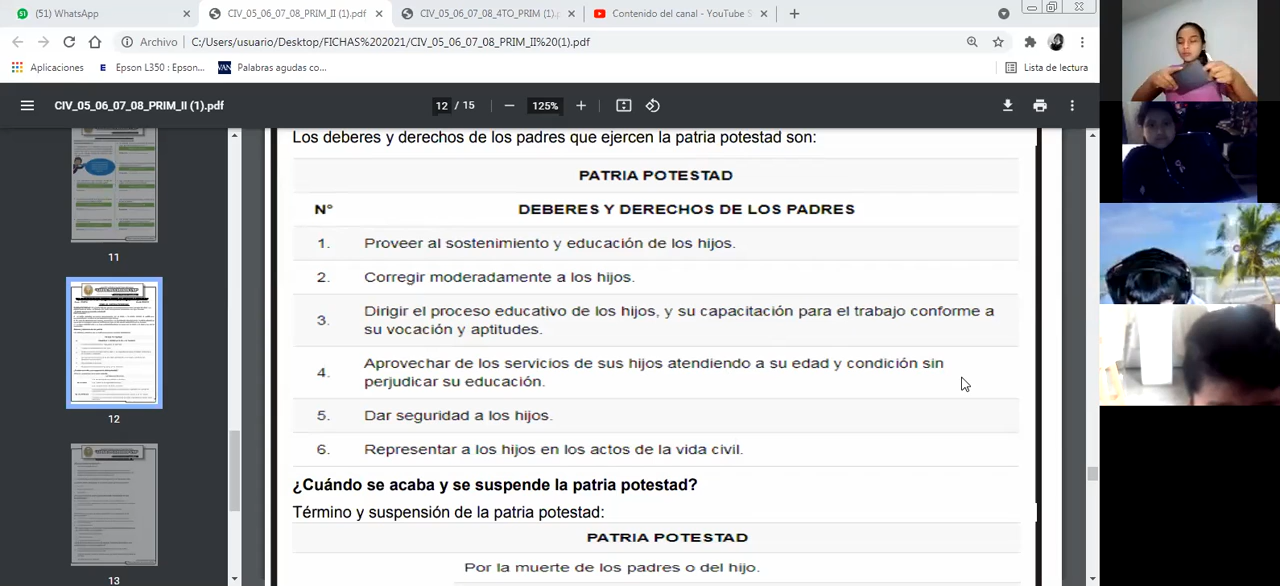 (51) WhatsApp
CIV_05_06_07_08_PRIM_II (1).pdf
CIV_05_06_07_08_4TO_PRIM (1).p
Contenido del canal - YouTube S
Archivo | C:/Users/usuario/Desktop/FICHAS%202021/CIV_05_06_07_08_PRIM_II%20(1).pdf
Aplicaciones
Epson L350 : Epson...
Palabras agudas co...
Lista de lectura
CIV_05_06_07_08_PRIM_II (1).pdf
12 / 15
125%
11
12
13
Los deberes y derechos de los padres que ejercen la patria potestad son:
PATRIA POTESTAD
N° DEBERES Y DERECHOS DE LOS PADRES
1. Proveer al sostenimiento y educación de los hijos.
2. Corregir moderadamente a los hijos.
3. Dirigir el proceso educativo de los hijos, y su capacitación para el trabajo conforme a
su vocación y aptitudes.
4. Aprovechar de los servicios de sus hijos atendiendo a su edad y condición sin
perjudicar su educación.
5. Dar seguridad a los hijos.
6. Representar a los hijos en los actos de la vida civil.
¿Cuándo se acaba y se suspende la patria potestad?
Término y suspensión de la patria potestad:
PATRIA POTESTAD
Por la muerte de los padres o del hijo.